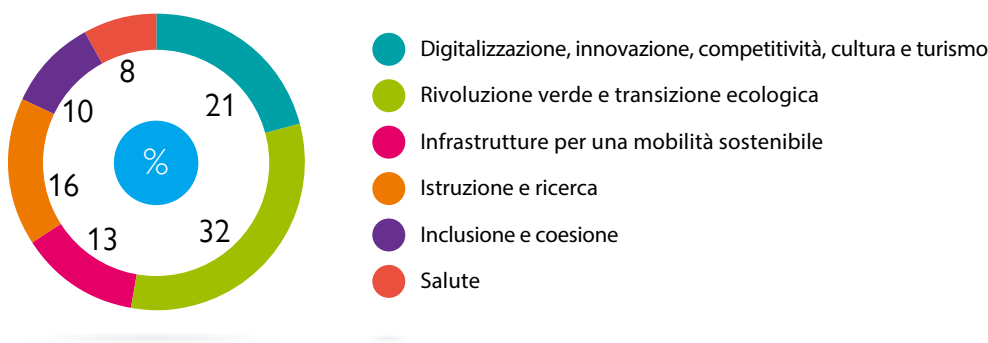 8
21
10
%
16
13
32
Digitalizzazione, innovazione, competitività, cultura e turismo
Rivoluzione verde e transizione ecologica
Infrastrutture per una mobilità sostenibile
Istruzione e ricerca
Inclusione e coesione
Salute